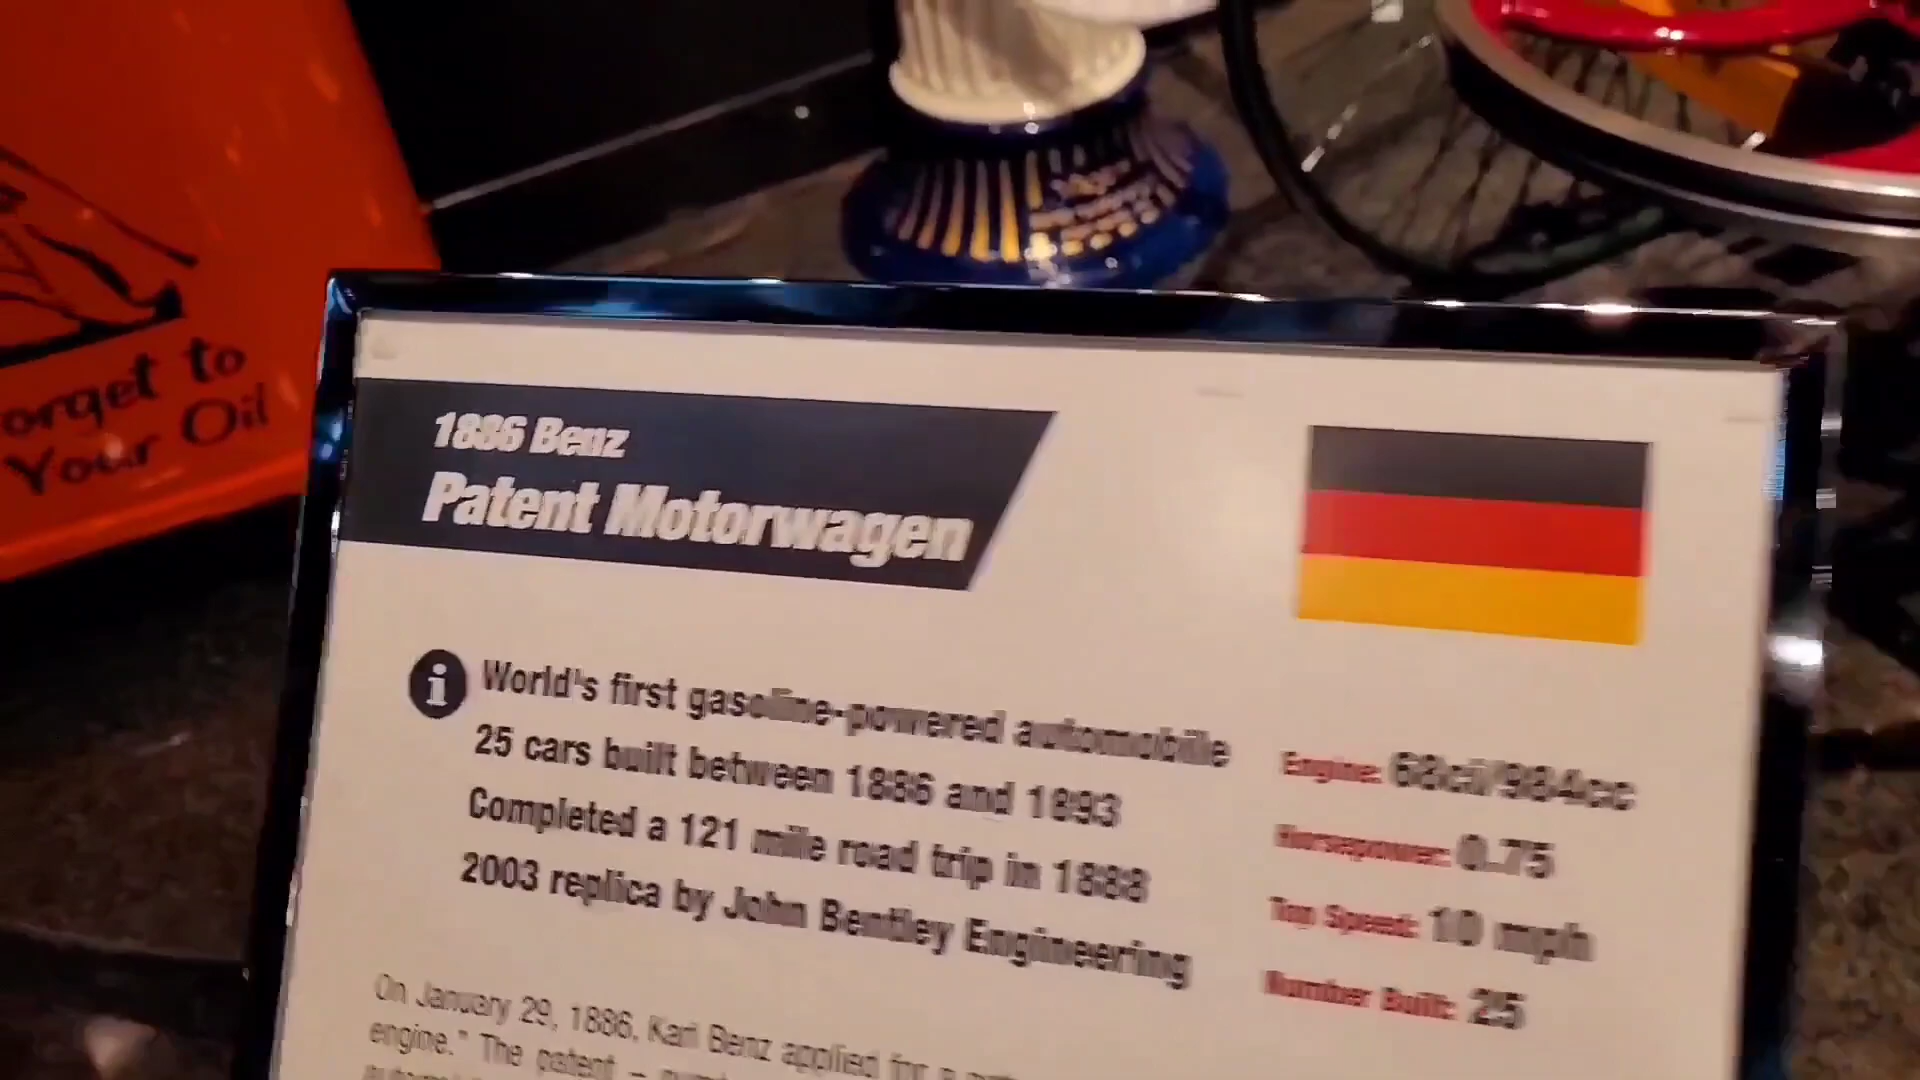 orget to
Your Oil
1886 Benz
Patent Motorwagen
i
World's first gasoline-powered automobile
25 cars built between 1886 and 1893
Completed a 121 mile road trip in 1888
2003 replica by John Bentley Engineering
Engine: 68ci/984cc
Horsepower: 0.75
Top Speed: 10 mph
Number Built: 25
On January 29, 1886, Karl Benz applied for a
engine." The patent –